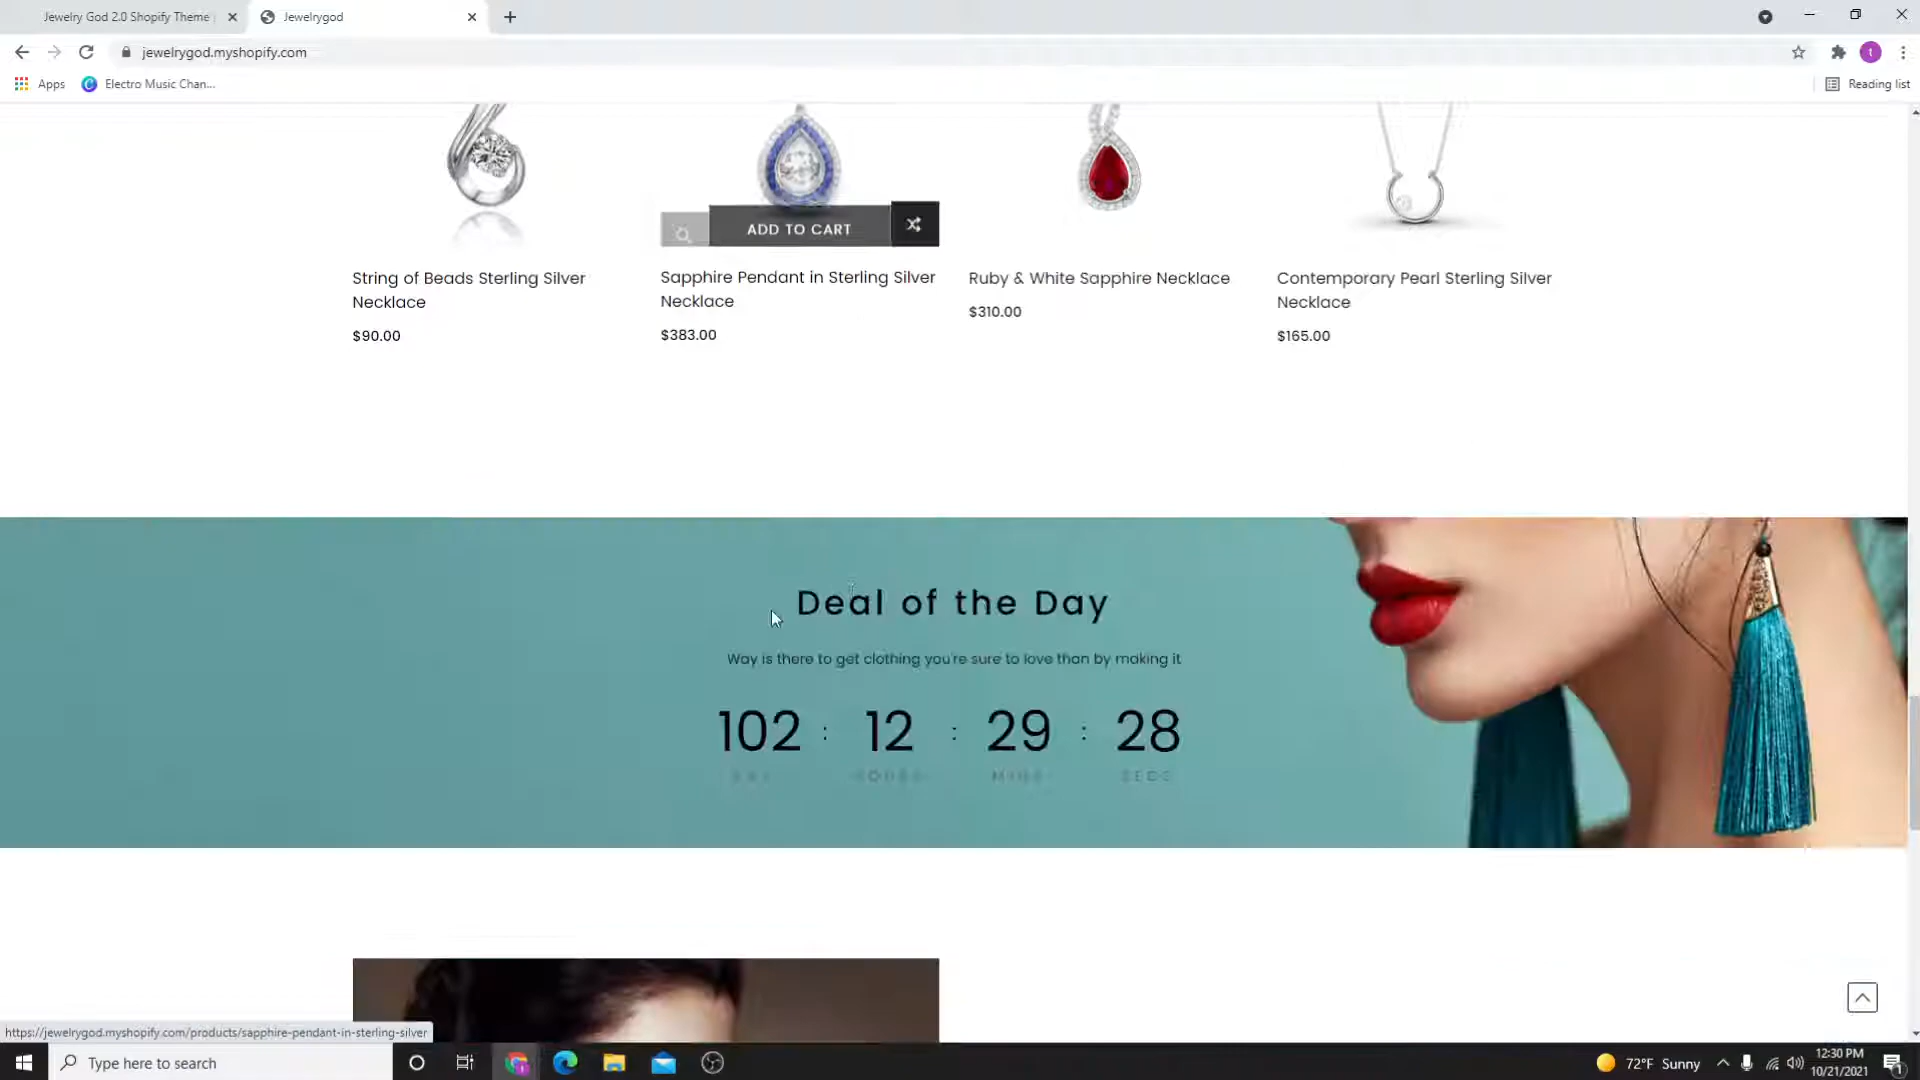 Jewelry God 2.0 Shopify Theme
Jewelrygod
jewelrygod.myshopify.com
Apps
Electro Music Chan...
Reading list
ADD TO CART
String of Beads Sterling Silver
Necklace
$90.00
Sapphire Pendant in Sterling Silver
Necklace
$383.00
Ruby & White Sapphire Necklace
$310.00
Contemporary Pearl Sterling Silver
Necklace
$165.00
Deal of the Day
Way is there to get clothing you're sure to love than by making it
102 : 12 : 29 : 28
HOURS MINS SECS
https://jewelrygod.myshopify.com/products/sapphire-pendant-in-sterling-silver
Type here to search
72°F Sunny
12:30 PM
10/21/2021
1
t